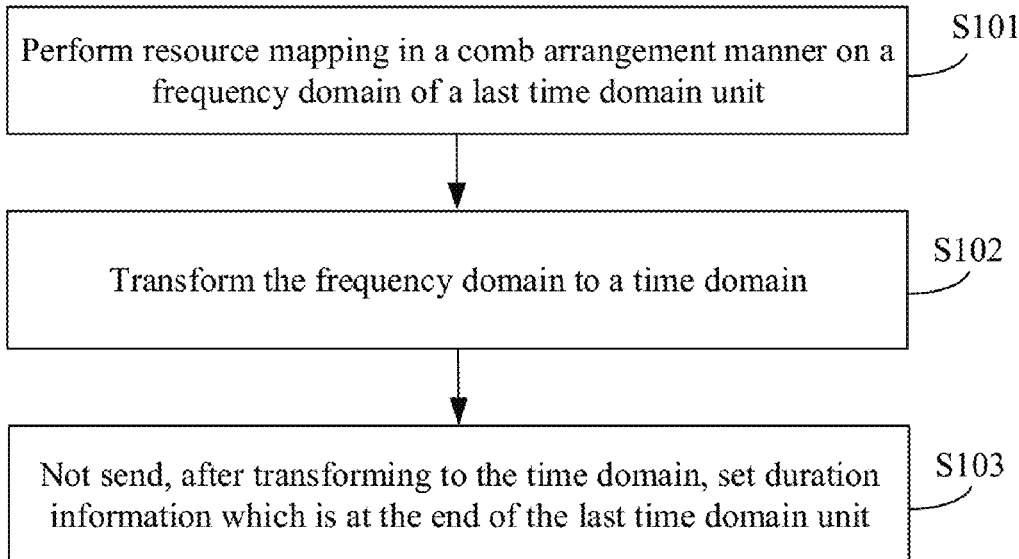 Perform resource mapping in a comb arrangement manner on a
frequency domain of a last time domain unit
S101
Transform the frequency domain to a time domain
S102
Not send, after transforming to the time domain, set duration
information which is at the end of the last time domain unit
S103